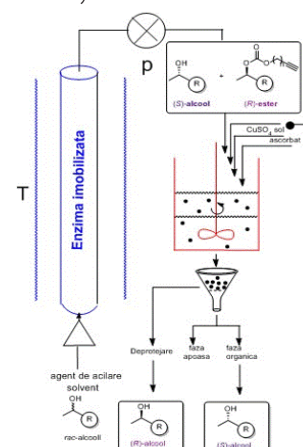 p
OH
R
O
O
O
n
R
(S)-alcool
(R)-ester
CuSO4 sol
ascorbat
T
Enzima imobilizata
Deprotejare
faza
apoasa
faza
organica
agent de acilare
solvent
OH
R
rac-alcooll
OH
R
(R)-alcool
OH
R
(S)-alcool